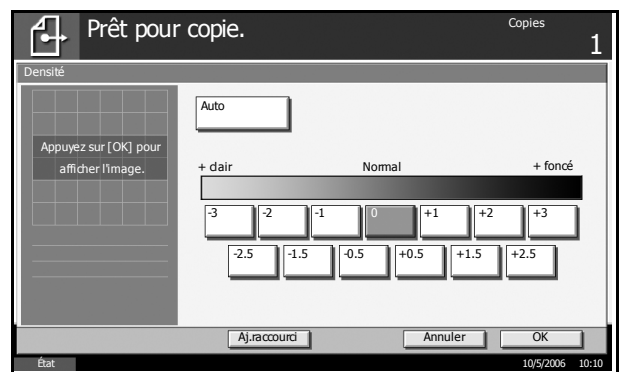 Prêt pour copie.
Copies
1
Densité
Appuyez sur [OK] pour
afficher l'image.
Auto
+ clair Normal + foncé
-3 -2 -1 0 +1 +2 +3
-2.5 -1.5 -0.5 +0.5 +1.5 +2.5
Aj.raccourci Annuler OK
État 10/5/2006 10:10